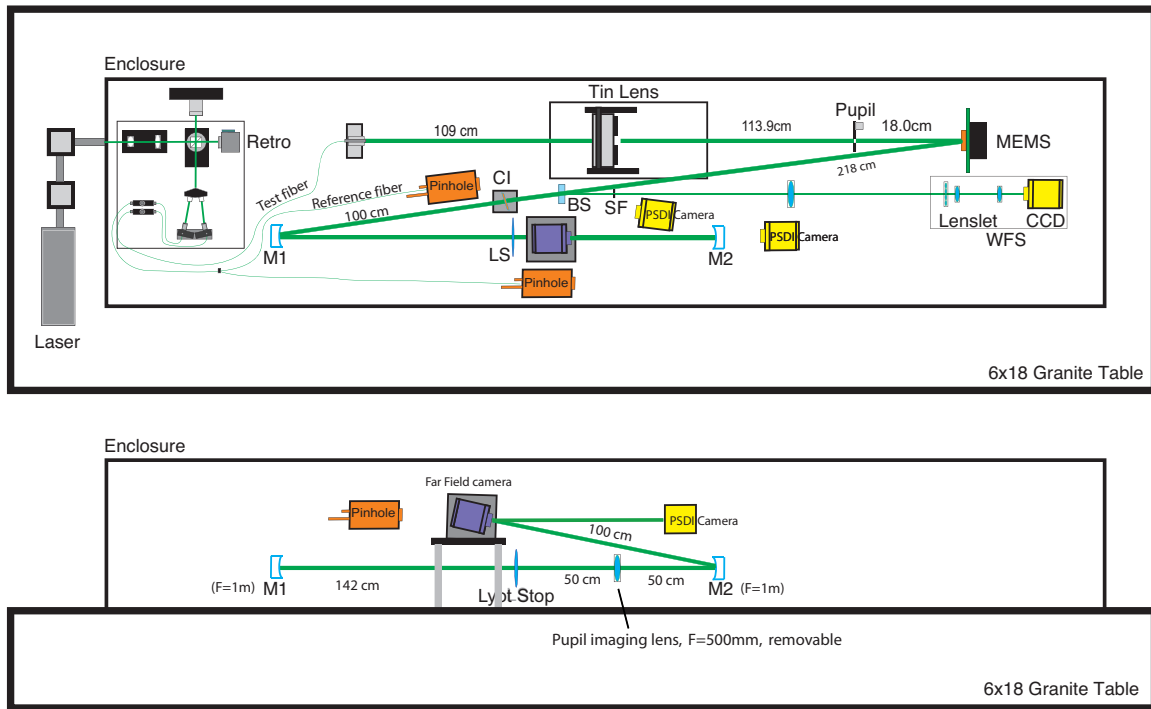 Enclosure
Tin Lens
Pupil
109 cm
113.9cm
18.0cm
Retro
MEMS
218 cm
Test fiber
Reference fiber
Pinhole
CI
BS
SF
100 cm
PSDI Camera
Lenslet
CCD
WFS
M1
LS
M2
PSDI Camera
Pinhole
Laser
6x18 Granite Table
Enclosure
Far Field camera
Pinhole
PSDI Camera
100 cm
(F=1m)
M1
142 cm
50 cm
50 cm
M2
(F=1m)
Lyot Stop
Pupil imaging lens, F=500mm, removable
6x18 Granite Table